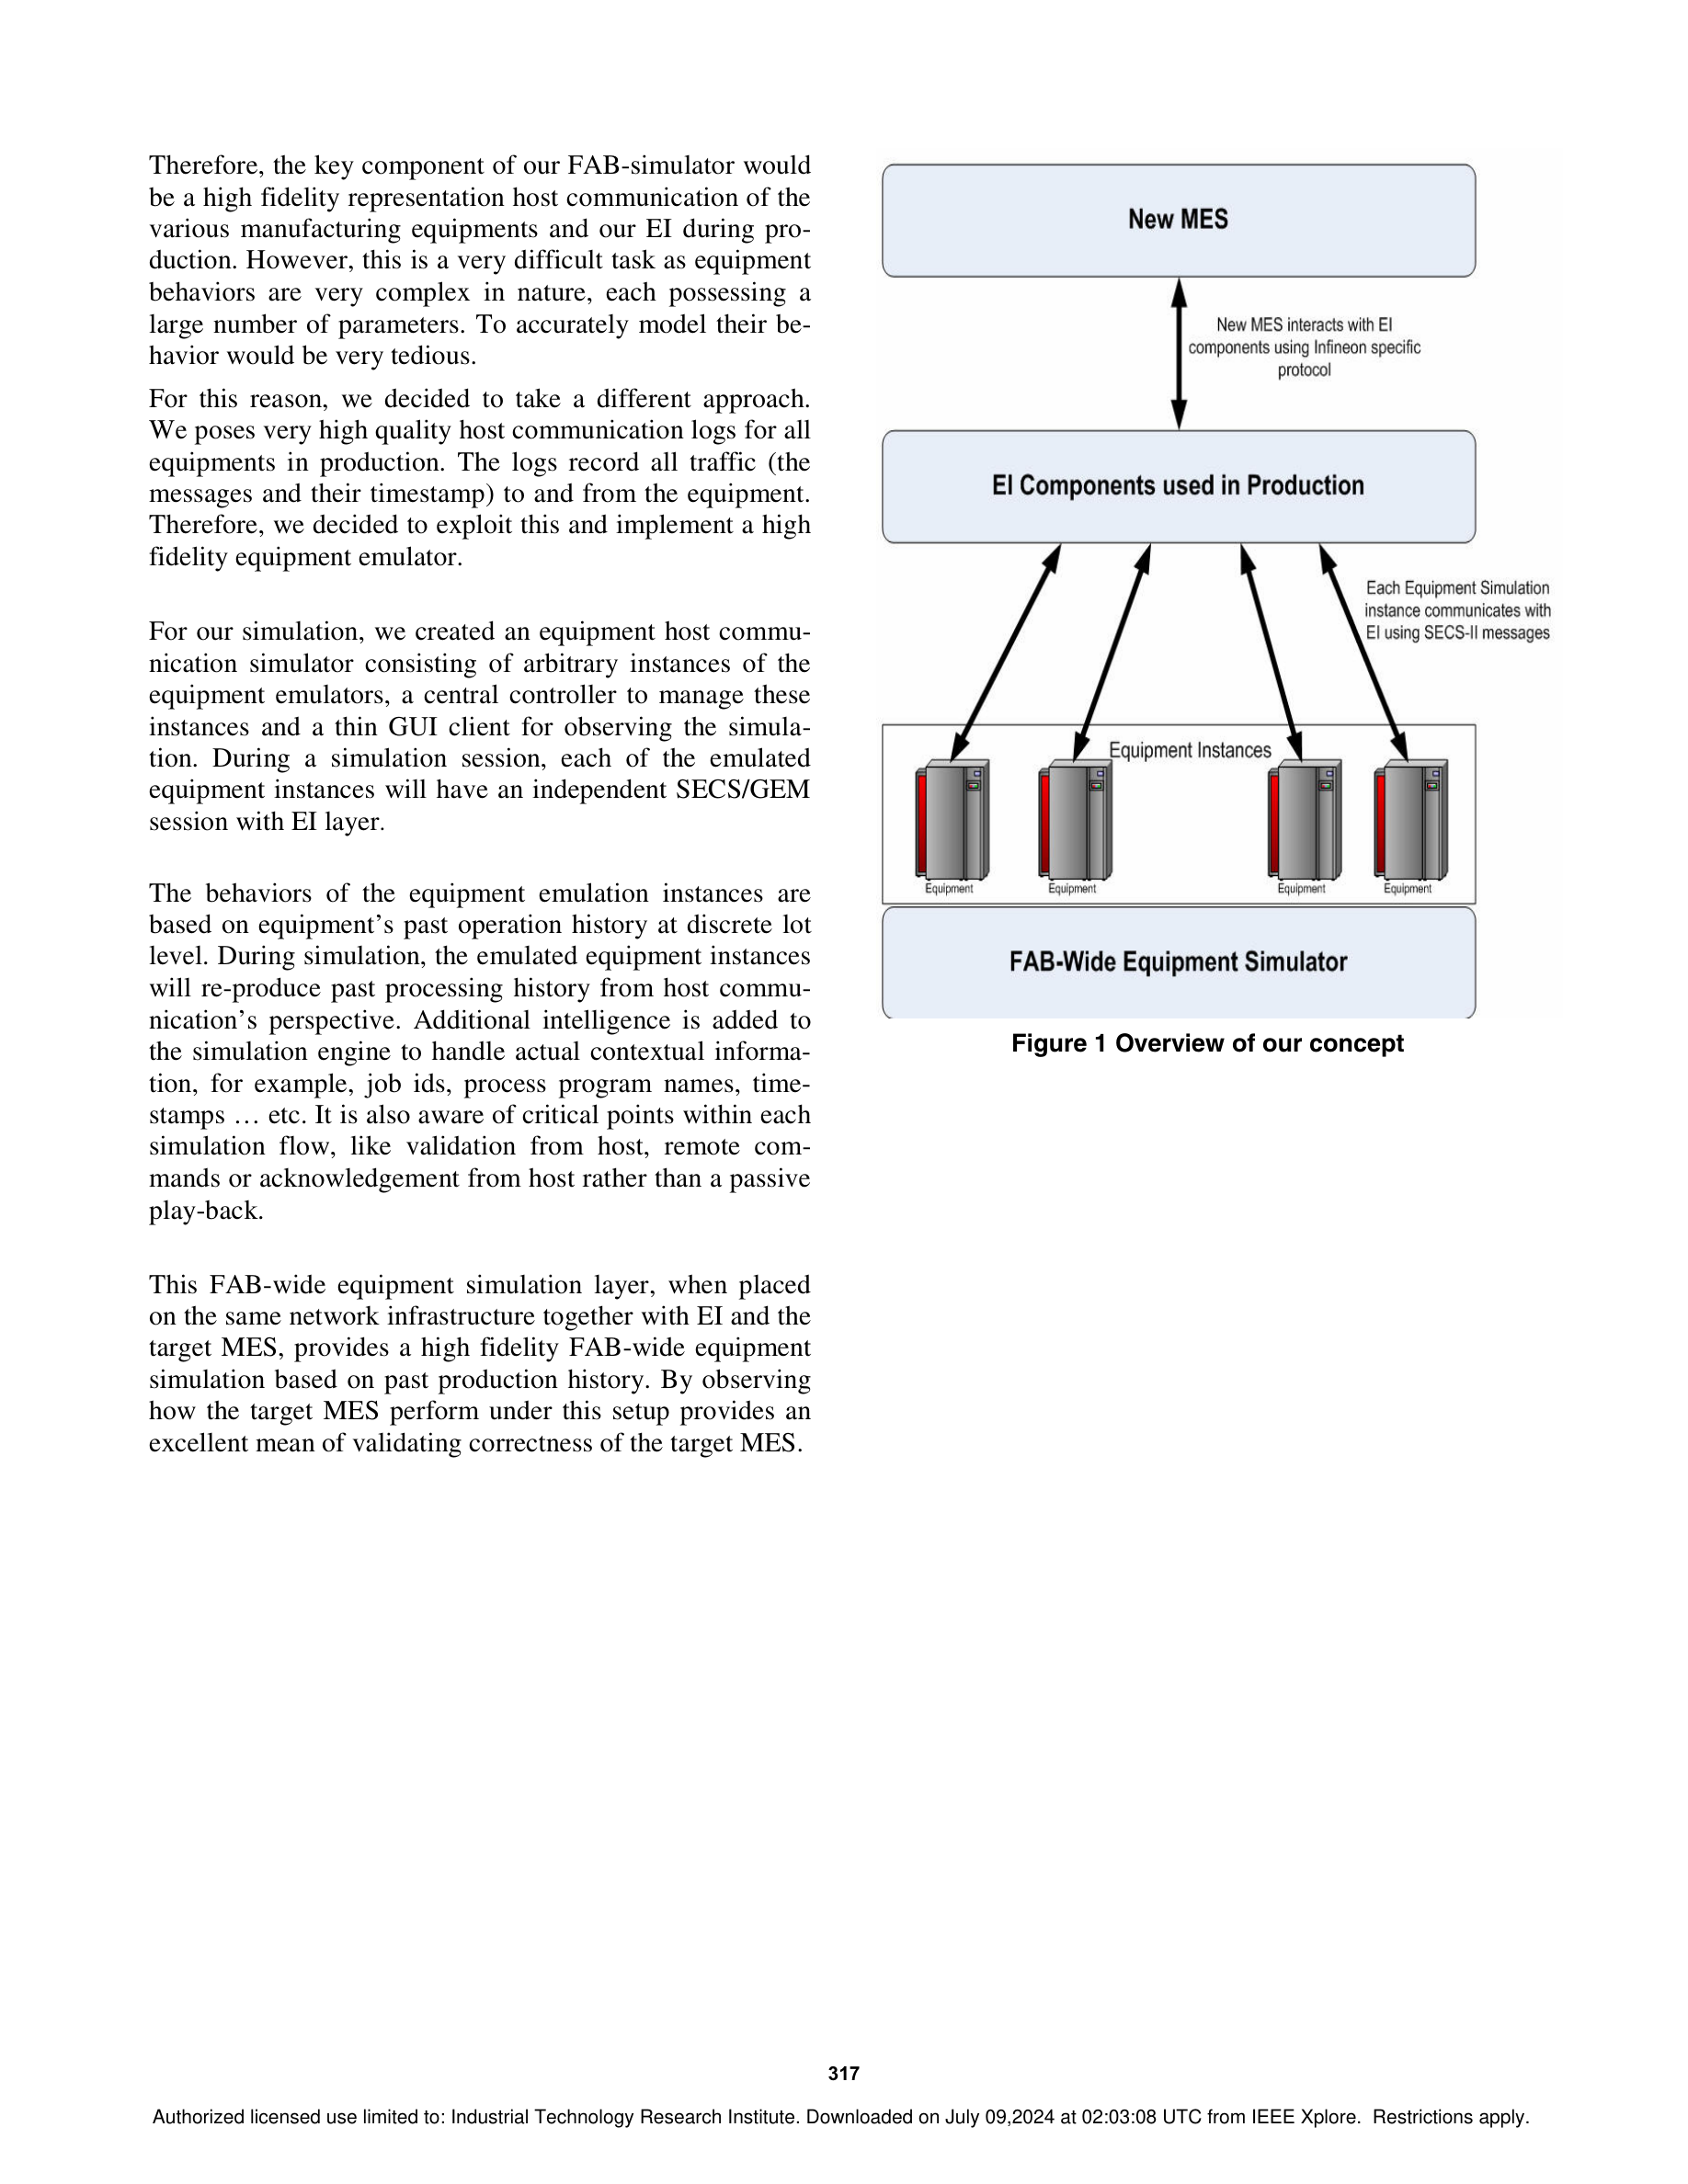 Therefore, the key component of our FAB-simulator would
be a high fidelity representation host communication of the
various manufacturing equipments and our EI during pro-
duction. However, this is a very difficult task as equipment
behaviors are very complex in nature, each possessing a
large number of parameters. To accurately model their be-
havior would be very tedious.
For this reason, we decided to take a different approach.
We poses very high quality host communication logs for all
equipments in production. The logs record all traffic (the
messages and their timestamp) to and from the equipment.
Therefore, we decided to exploit this and implement a high
fidelity equipment emulator.
For our simulation, we created an equipment host commu-
nication simulator consisting of arbitrary instances of the
equipment emulators, a central controller to manage these
instances and a thin GUI client for observing the simula-
tion. During a simulation session, each of the emulated
equipment instances will have an independent SECS/GEM
session with EI layer.
The behaviors of the equipment emulation instances are
based on equipment's past operation history at discrete lot
level. During simulation, the emulated equipment instances
will re-produce past processing history from host commu-
nication's perspective. Additional intelligence is added to
the simulation engine to handle actual contextual informa-
tion, for example, job ids, process program names, time-
stamps … etc. It is also aware of critical points within each
simulation flow, like validation from host, remote com-
mands or acknowledgement from host rather than a passive
play-back.
This FAB-wide equipment simulation layer, when placed
on the same network infrastructure together with EI and the
target MES, provides a high fidelity FAB-wide equipment
simulation based on past production history. By observing
how the target MES perform under this setup provides an
excellent mean of validating correctness of the target MES.
New MES
New MES interacts with EI
components using Infineon specific
protocol
EI Components used in Production
Each Equipment Simulation
instance communicates with
EI using SECS-II messages
Equipment Instances
Equipment
Equipment
Equipment
Equipment
FAB-Wide Equipment Simulator
Figure 1 Overview of our concept
317
Authorized licensed use limited to: Industrial Technology Research Institute. Downloaded on July 09,2024 at 02:03:08 UTC from IEEE Xplore.  Restrictions apply.